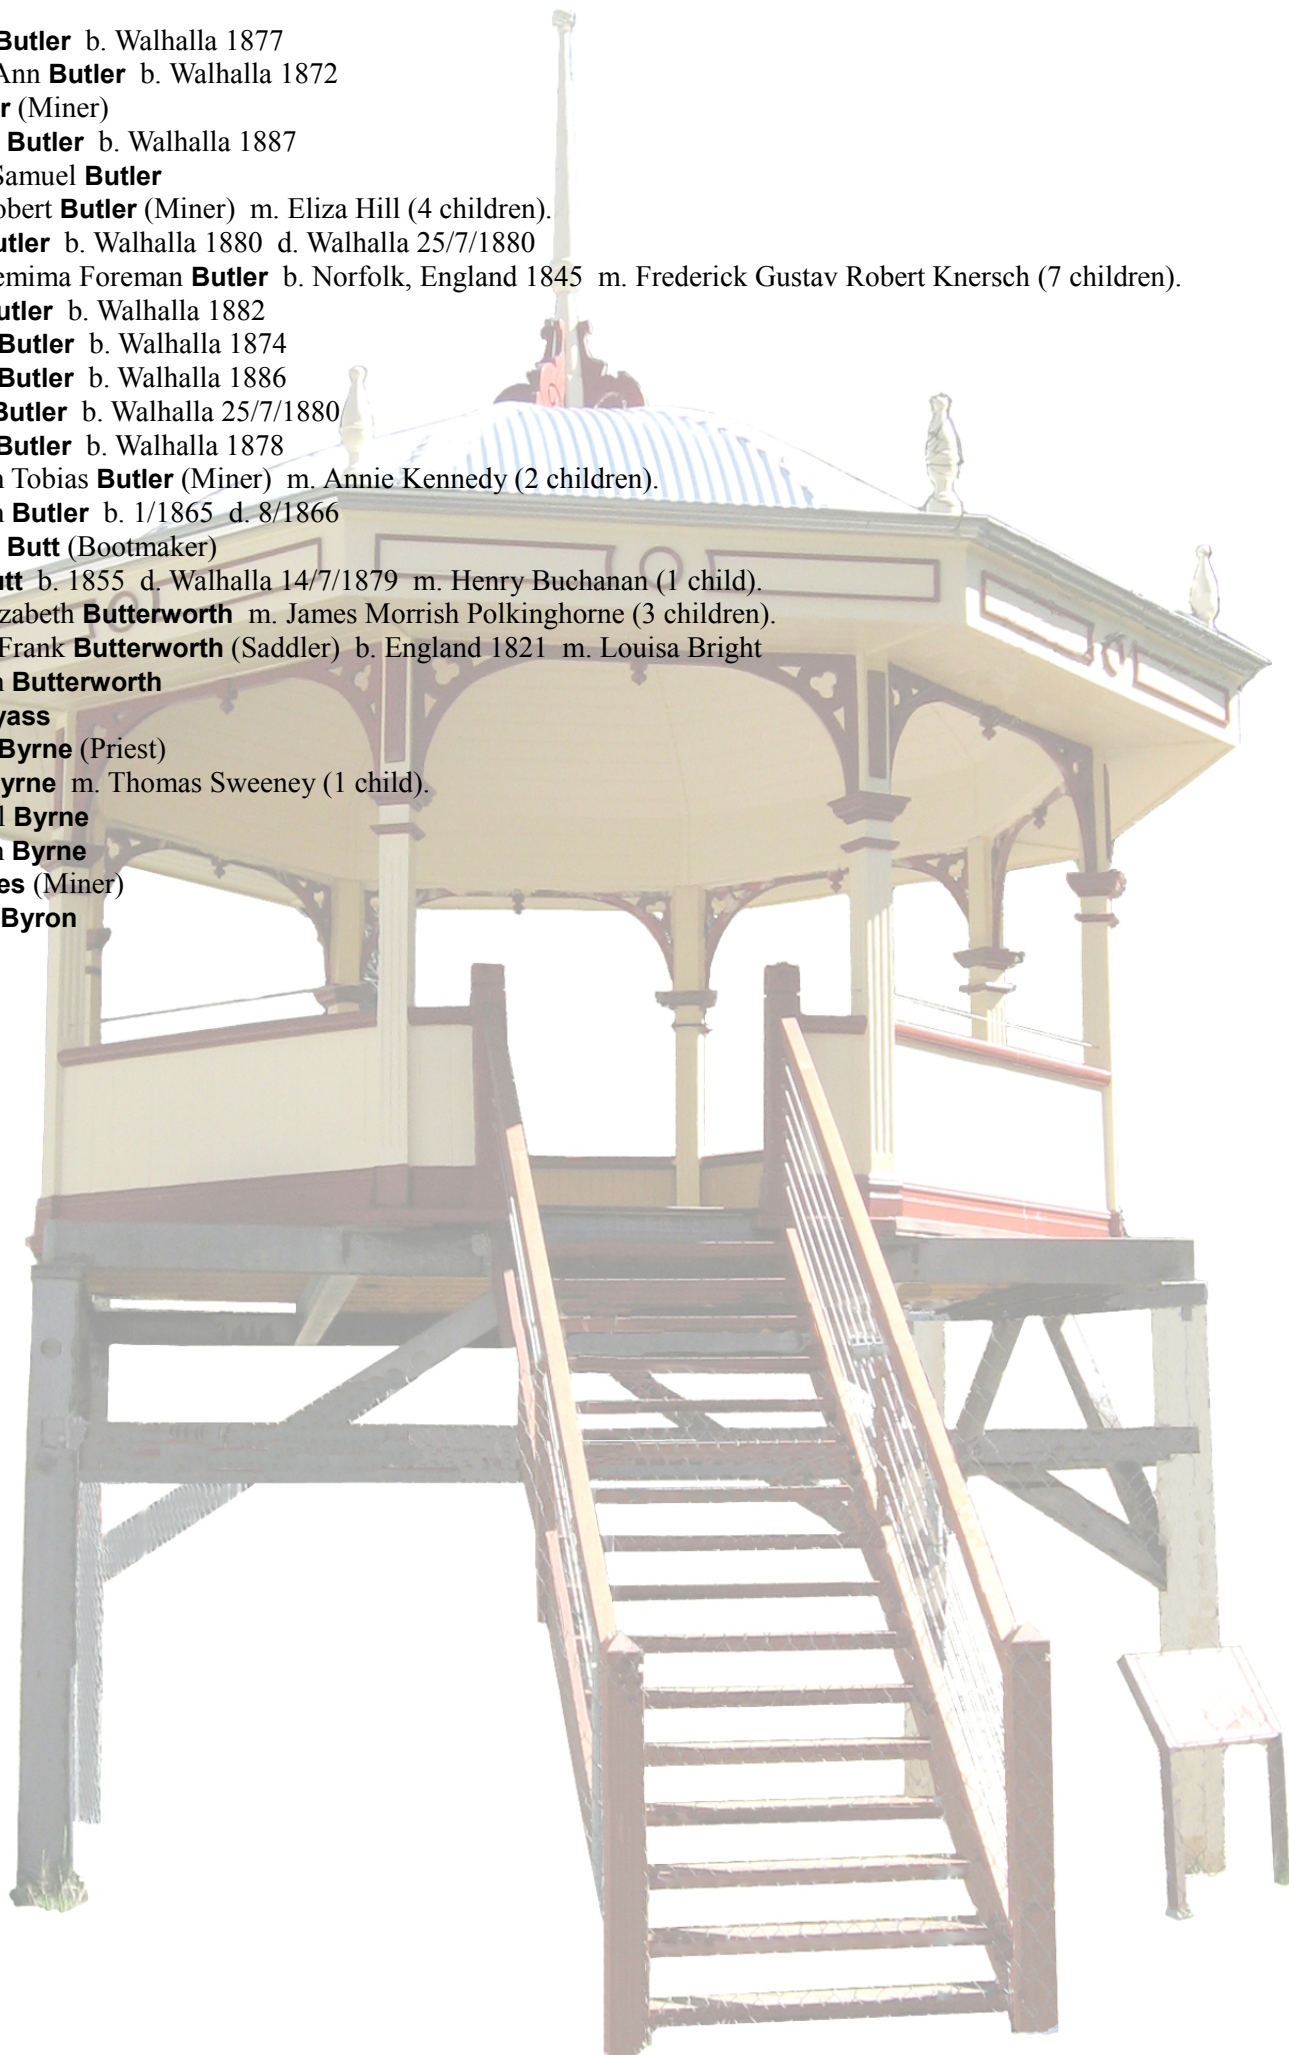 Butler b. Walhalla 1877
Ann Butler b. Walhalla 1872
r (Miner)
Butler b. Walhalla 1887
Samuel Butler
obert Butler (Miner) m. Eliza Hill (4 children).
utler b. Walhalla 1880 d. Walhalla 25/7/1880
emima Foreman Butler b. Norfolk, England 1845 m. Frederick Gustav Robert Knersch (7 children).
utler b. Walhalla 1882
Butler b. Walhalla 1874
Butler b. Walhalla 1886
Butler b. Walhalla 25/7/1880
Butler b. Walhalla 1878
n Tobias Butler (Miner) m. Annie Kennedy (2 children).
n Butler b. 1/1865 d. 8/1866
Butt (Bootmaker)
utt b. 1855 d. Walhalla 14/7/1879 m. Henry Buchanan (1 child).
zabeth Butterworth m. James Morrish Polkinghorne (3 children).
Frank Butterworth (Saddler) b. England 1821 m. Louisa Bright
n Butterworth
yass
Byrne (Priest)
yrne m. Thomas Sweeney (1 child).
l Byrne
n Byrne
es (Miner)
Byron